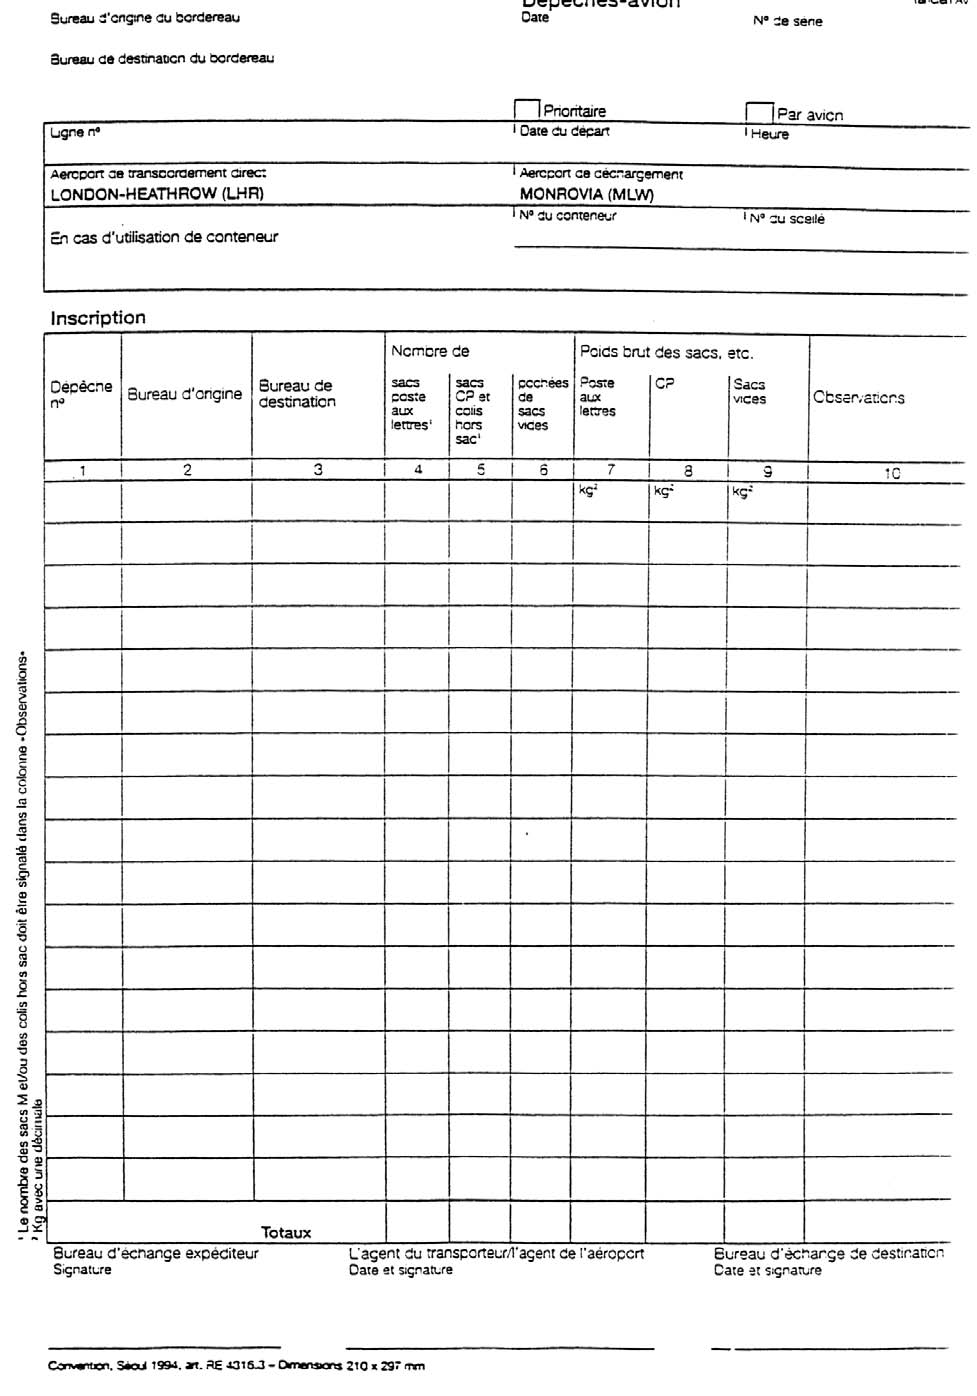 Dépêches-avion
Bureau d'origine du bordereau
Date
Nº de série
Bureau de destination du bordereau
Prioritaire
Par avion
Ligne nº
Date du départ
Heure
Aéroport de transbordement direct
Aéroport de déchargement
LONDON-HEATHROW (LHR)
MONROVIA (MLW)
En cas d'utilisation de conteneur
Nº du conteneur
Nº du scellé
Inscription
Dépêche
nº
Bureau d'origine
Bureau de
destination
Nombre de
sacs
poste
aux
lettres¹
sacs
CP et
colis
hors
sac¹
pochées
de
sacs
vides
Poids brut des sacs, etc.
Poste
aux
lettres
CP
Sacs
vides
Observations
1 2 3 4 5 6 7 8 9 10
kg² kg² kg²
Totaux
Bureau d'échange expéditeur
Signature
L'agent du transporteur/l'agent de l'aéroport
Date et signature
Bureau d'échange de destination
Date et signature
¹ Le nombre des sacs M et/ou des colis hors sac doit être signalé dans la colonne «Observations»
² Kg avec une décimale
Convention, Séoul 1994, art. RE 4316.3 – Dimensions 210 x 297 mm